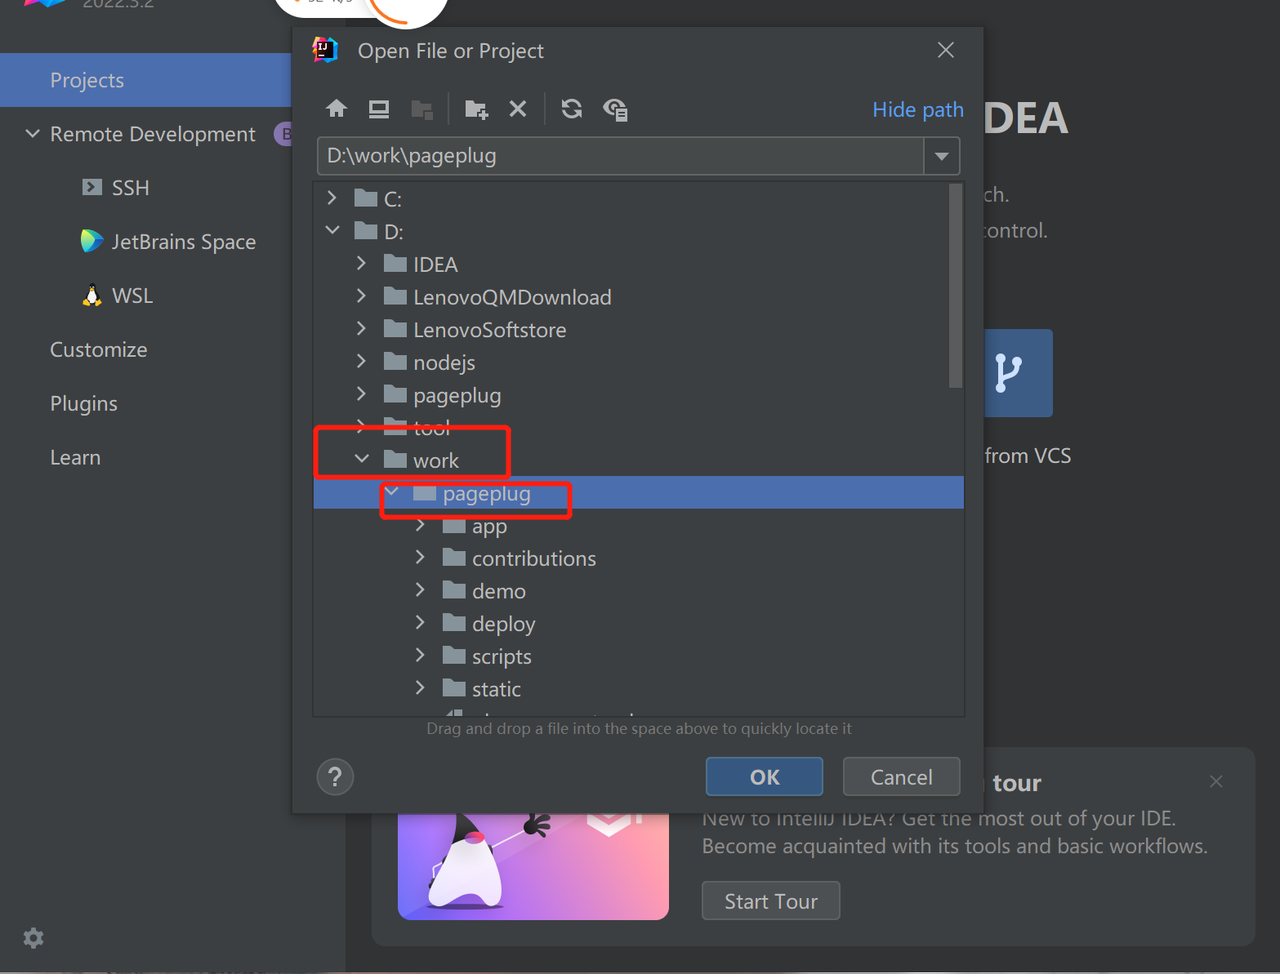 2022.3.2
Open File or Project
Projects
Hide path
IDEA
Remote Development
D:\work\pageplug
SSH
C:
ch.
D:
control.
JetBrains Space
IDEA
WSL
LenovoQMDownload
LenovoSoftstore
Customize
nodejs
pageplug
Plugins
tool
work
Learn
from VCS
pageplug
app
contributions
demo
deploy
scripts
static
Drag and drop a file into the space above to quickly locate it
?
OK
Cancel
tour
New to IntelliJ IDEA? Get the most out of your IDE.
Become acquainted with its tools and basic workflows.
Start Tour